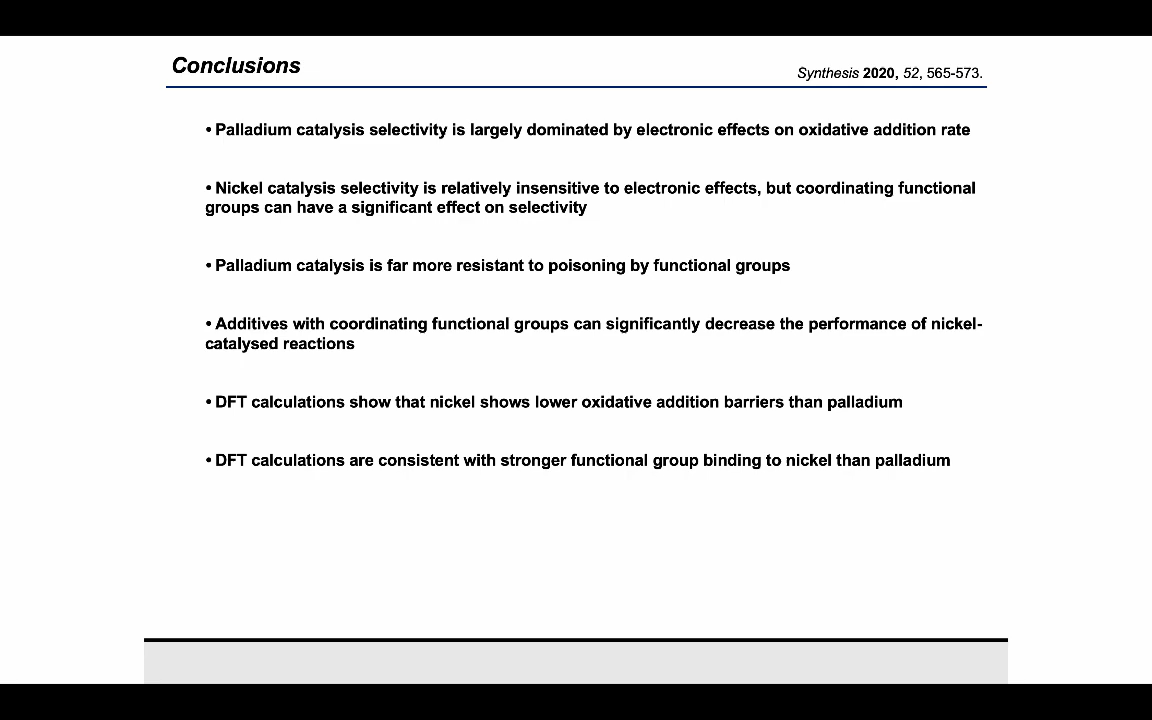 Conclusions
Synthesis 2020, 52, 565-573.
• Palladium catalysis selectivity is largely dominated by electronic effects on oxidative addition rate
• Nickel catalysis selectivity is relatively insensitive to electronic effects, but coordinating functional
groups can have a significant effect on selectivity
• Palladium catalysis is far more resistant to poisoning by functional groups
• Additives with coordinating functional groups can significantly decrease the performance of nickel-
catalysed reactions
• DFT calculations show that nickel shows lower oxidative addition barriers than palladium
• DFT calculations are consistent with stronger functional group binding to nickel than palladium